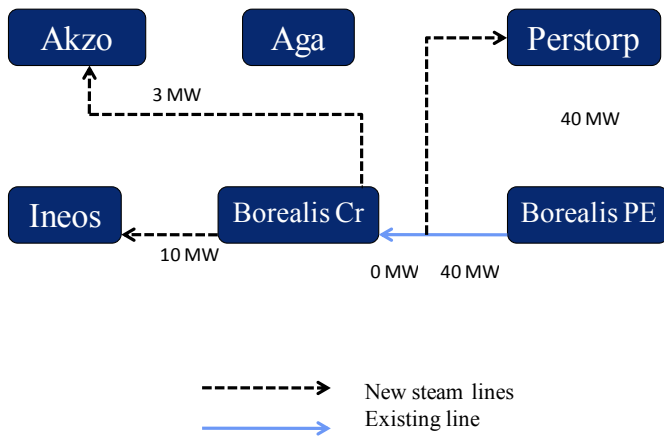 Akzo
Aga
Perstorp
3 MW
40 MW
Ineos
Borealis Cr
Borealis PE
10 MW
0 MW
40 MW
New steam lines
Existing line